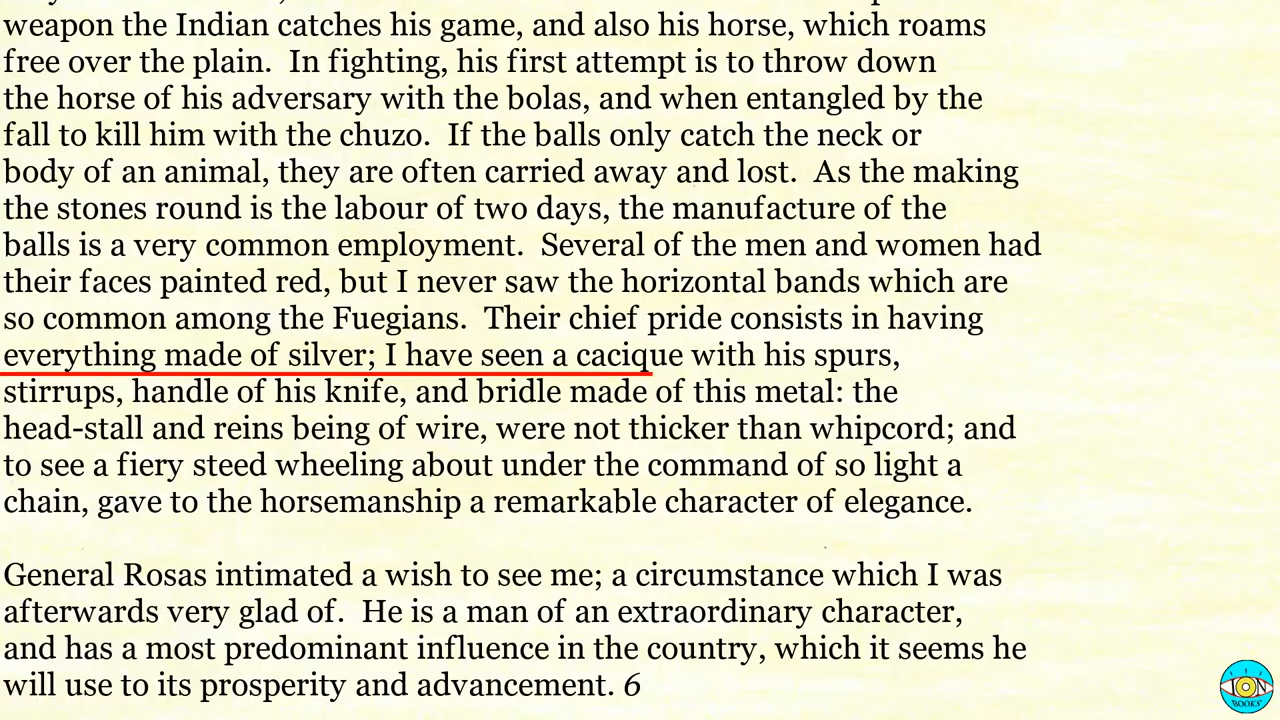 weapon the Indian catches his game, and also his horse, which roams
free over the plain.  In fighting, his first attempt is to throw down
the horse of his adversary with the bolas, and when entangled by the
fall to kill him with the chuzo.  If the balls only catch the neck or
body of an animal, they are often carried away and lost.  As the making
the stones round is the labour of two days, the manufacture of the
balls is a very common employment.  Several of the men and women had
their faces painted red, but I never saw the horizontal bands which are
so common among the Fuegians.  Their chief pride consists in having
everything made of silver; I have seen a cacique with his spurs,
stirrups, handle of his knife, and bridle made of this metal: the
head-stall and reins being of wire, were not thicker than whipcord; and
to see a fiery steed wheeling about under the command of so light a
chain, gave to the horsemanship a remarkable character of elegance.
General Rosas intimated a wish to see me; a circumstance which I was
afterwards very glad of.  He is a man of an extraordinary character,
and has a most predominant influence in the country, which it seems he
will use to its prosperity and advancement. 6
ION
BOOKS